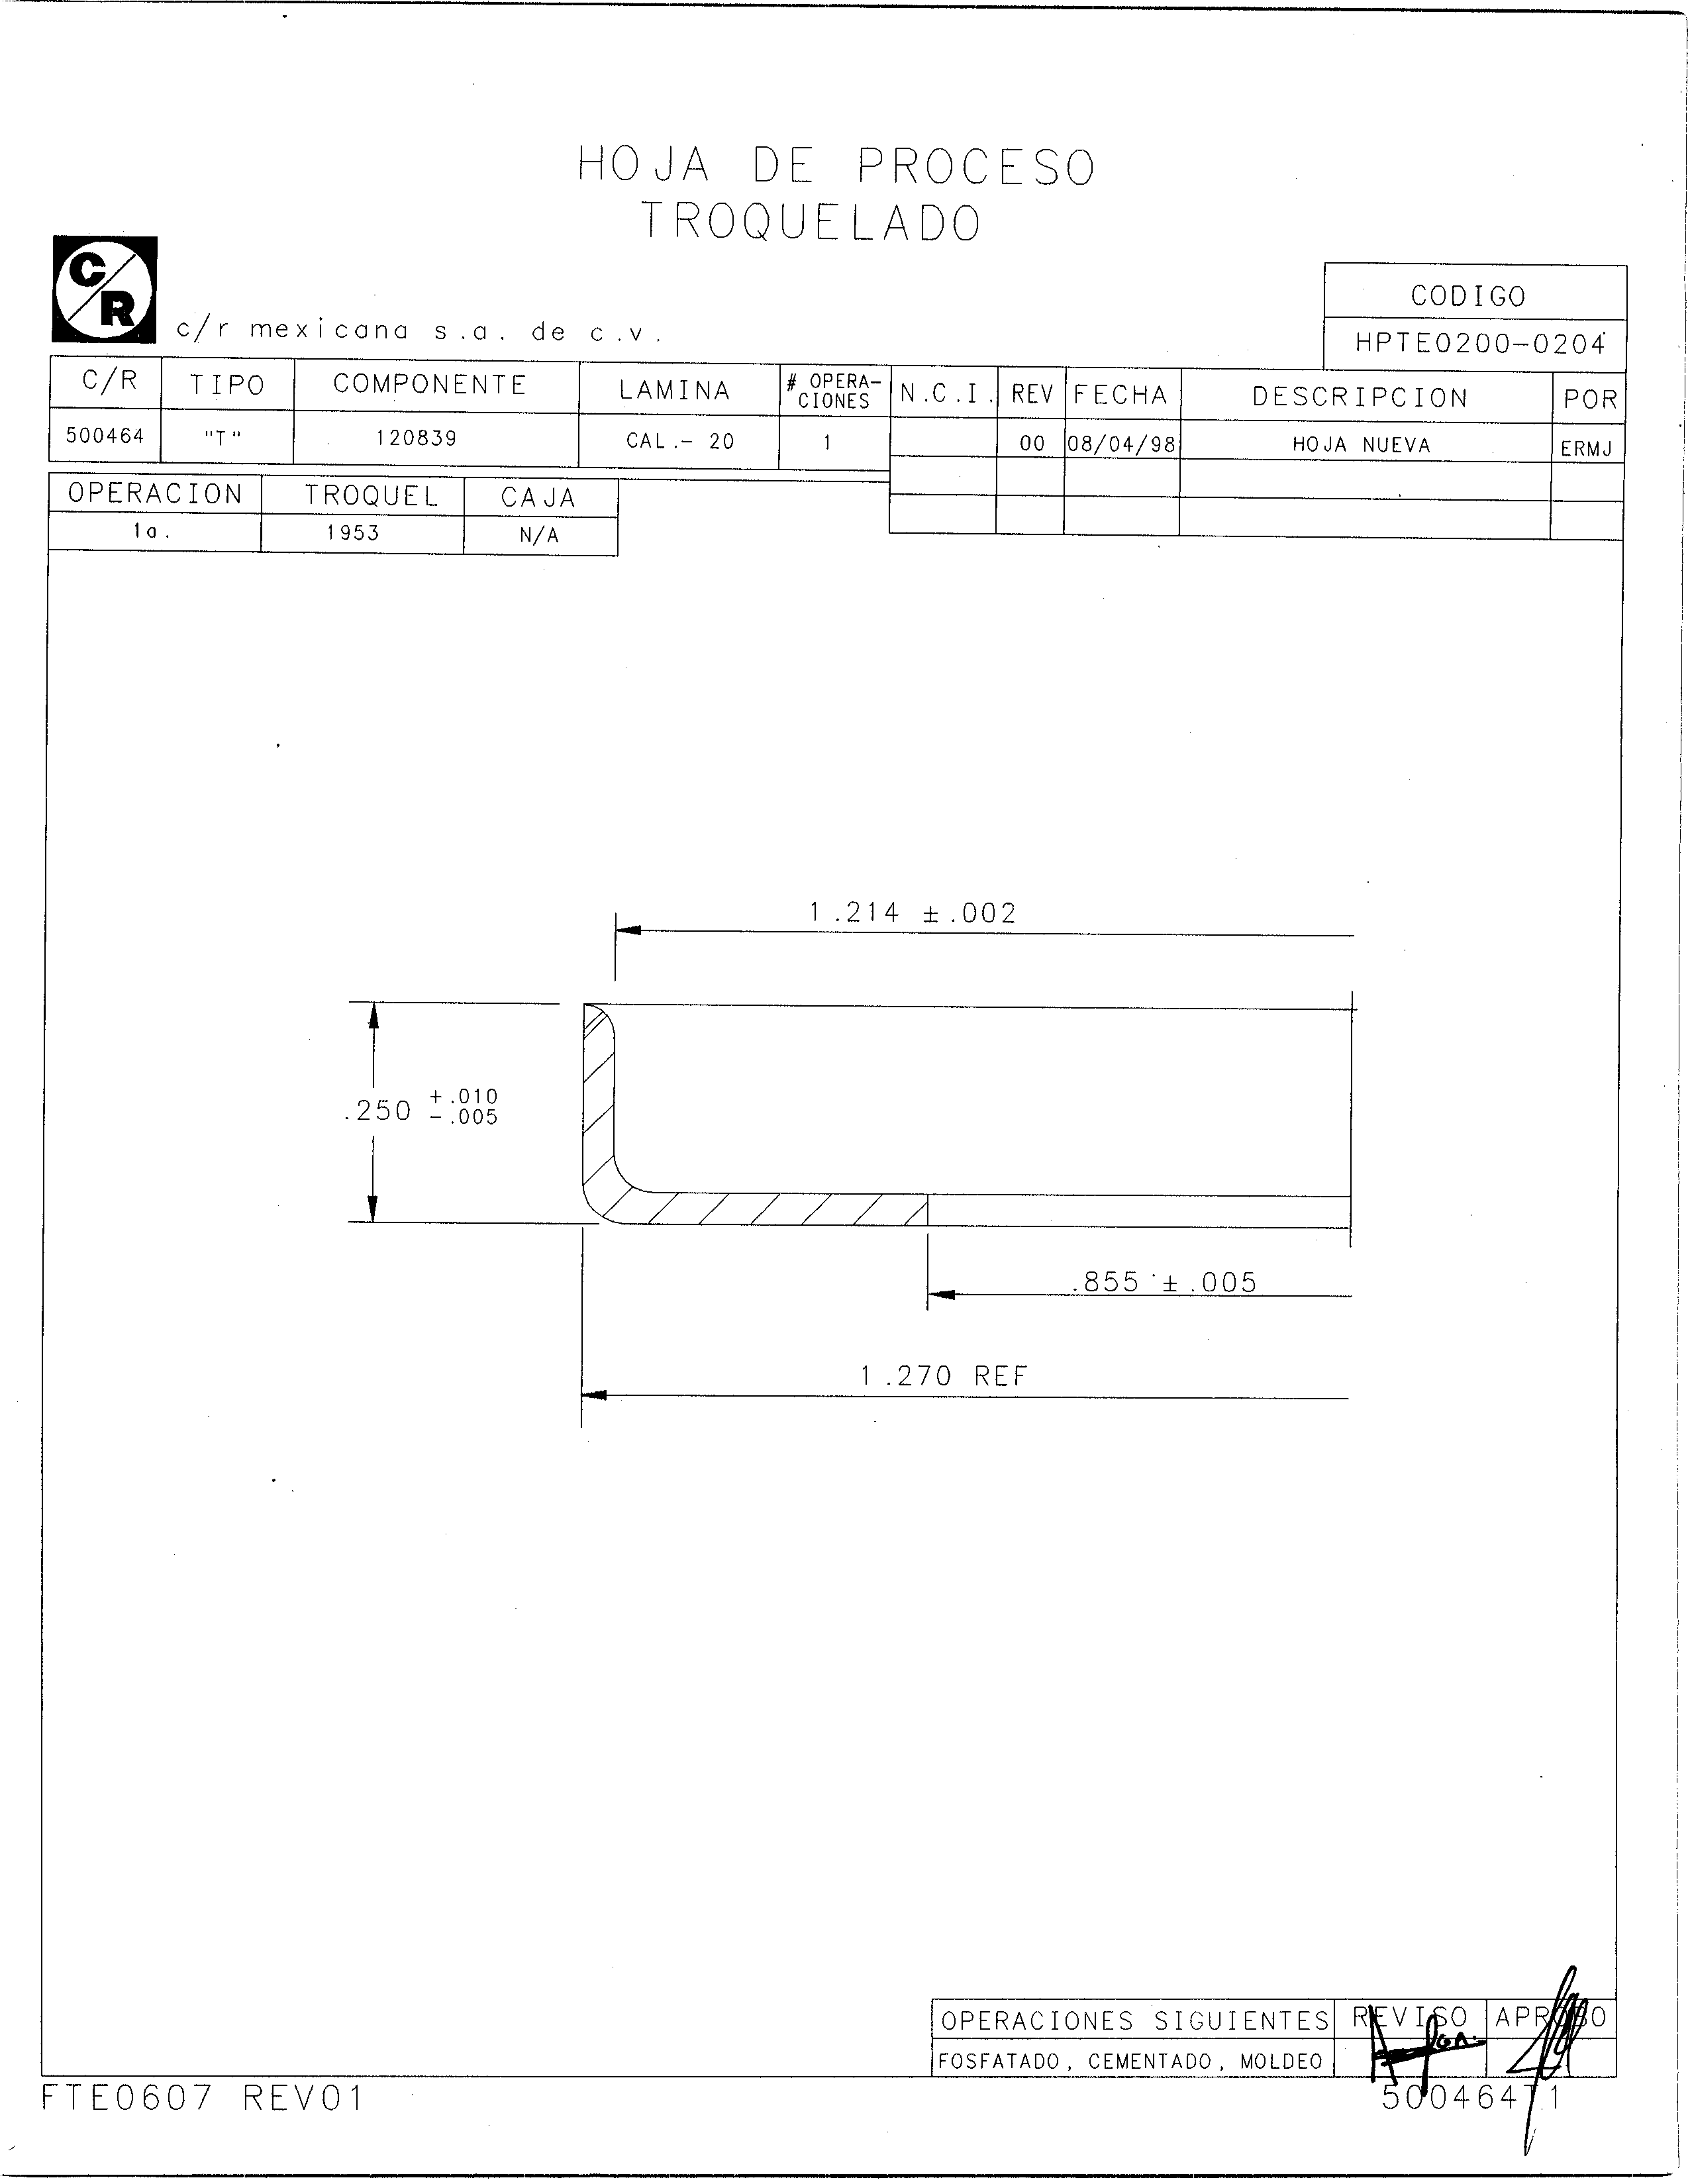 HOJA DE PROCESO
TROQUELADO
C/R
c/r mexicana s.a. de c.v.
CODIGO
HPTE0200-0204
C/R TIPO COMPONENTE LAMINA # OPERA-CIONES N.C.I. REV FECHA DESCRIPCION POR
500464 "T" 120839 CAL.- 20 1 00 08/04/98 HOJA NUEVA ERMJ
OPERACION TROQUEL CAJA
1a. 1953 N/A
1.214 ±.002
.250 +.010 -.005
.855 ±.005
1.270 REF
OPERACIONES SIGUIENTES REVISO APROBO
FOSFATADO, CEMENTADO, MOLDEO
FTE0607 REV01
500464T1